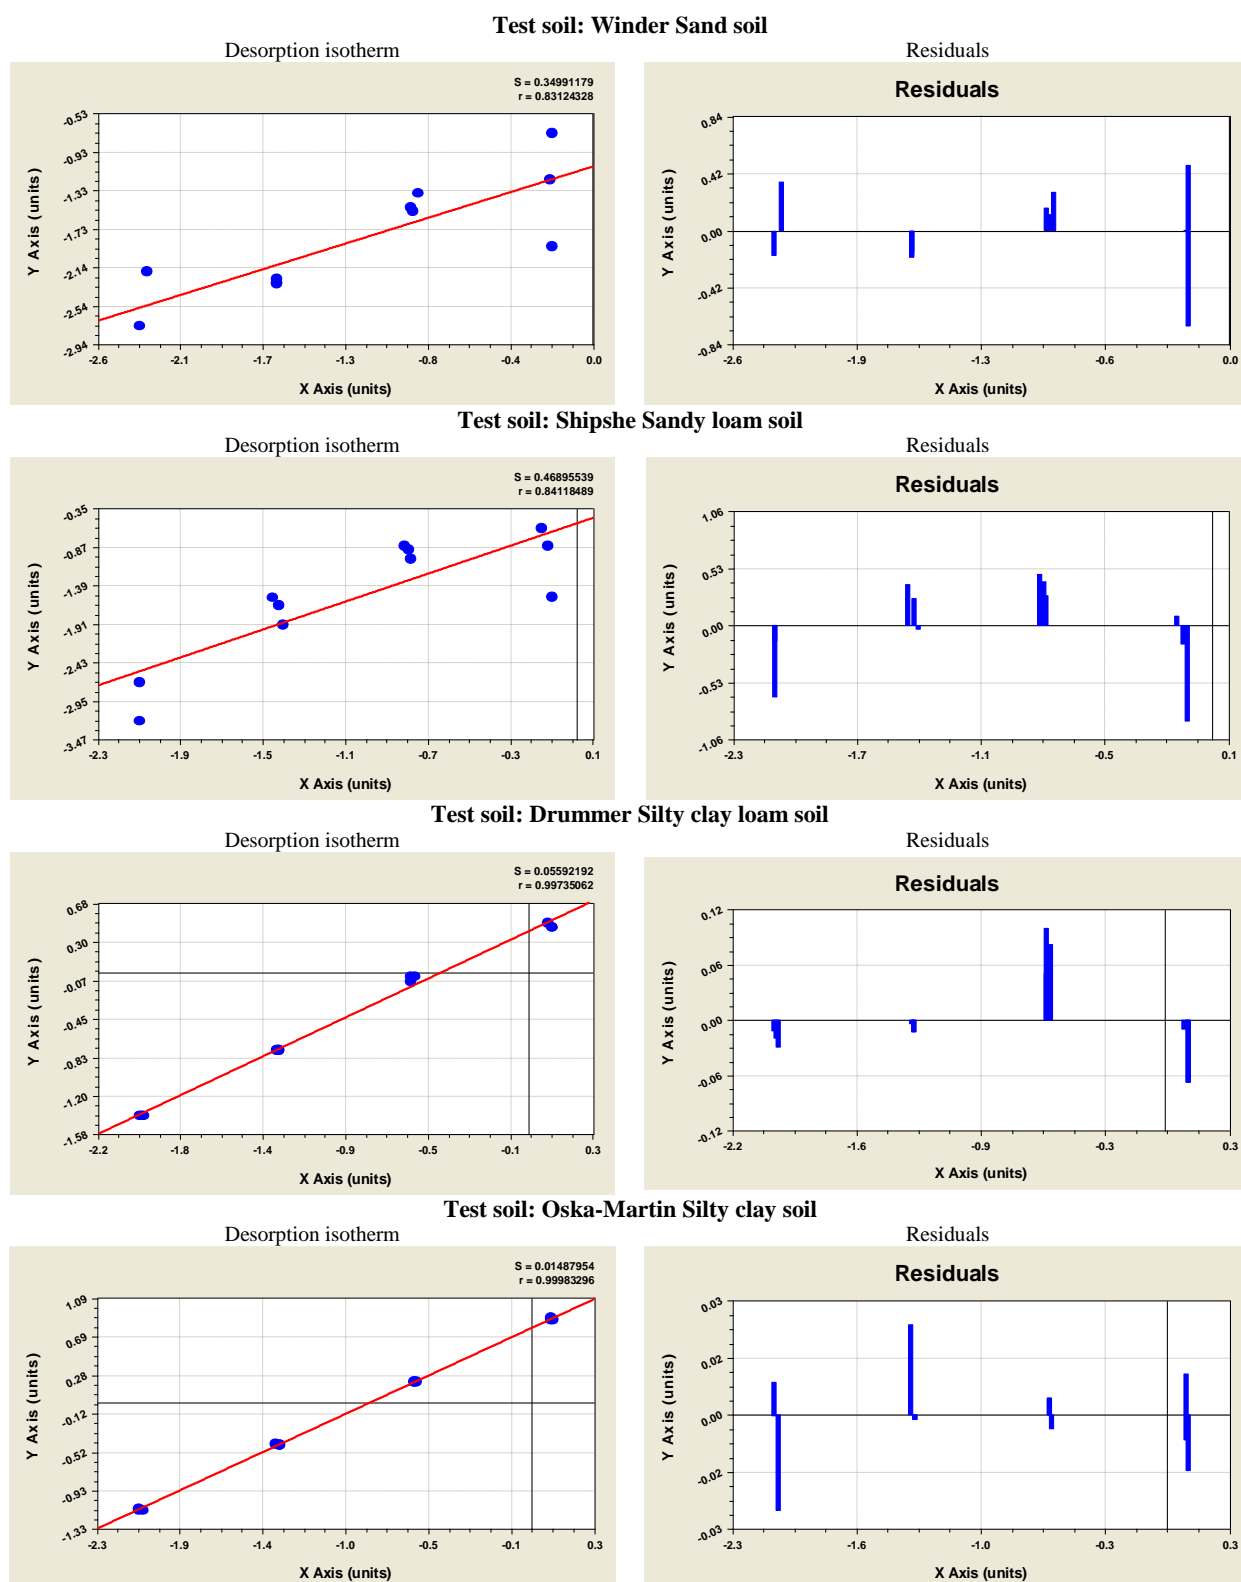 Test soil: Winder Sand soil
Desorption isotherm
Residuals
S = 0.34991179
r = 0.83124328
-0.53
-0.93
-1.33
-1.73
-2.14
-2.54
-2.94
-2.6 -2.1 -1.7 -1.3 -0.8 -0.4 0.0
X Axis (units)
Y Axis (units)
Residuals
0.84
0.42
0.00
-0.42
-0.84
-2.6 -1.9 -1.3 -0.6 0.0
X Axis (units)
Y Axis (units)
Test soil: Shipshe Sandy loam soil
Desorption isotherm
Residuals
S = 0.46895539
r = 0.84118489
-0.35
-0.87
-1.39
-1.91
-2.43
-2.95
-3.47
-2.3 -1.9 -1.5 -1.1 -0.7 -0.3 0.1
X Axis (units)
Y Axis (units)
Residuals
1.06
0.53
0.00
-0.53
-1.06
-2.3 -1.7 -1.1 -0.5 0.1
X Axis (units)
Y Axis (units)
Test soil: Drummer Silty clay loam soil
Desorption isotherm
Residuals
S = 0.05592192
r = 0.99735062
0.68
0.30
-0.07
-0.45
-0.83
-1.20
-1.58
-2.2 -1.8 -1.4 -0.9 -0.5 -0.1 0.3
X Axis (units)
Y Axis (units)
Residuals
0.12
0.06
0.00
-0.06
-0.12
-2.2 -1.6 -0.9 -0.3 0.3
X Axis (units)
Y Axis (units)
Test soil: Oska-Martin Silty clay soil
Desorption isotherm
Residuals
S = 0.01487954
r = 0.99983296
1.09
0.69
0.28
-0.12
-0.52
-0.93
-1.33
-2.3 -1.9 -1.4 -1.0 -0.6 -0.1 0.3
X Axis (units)
Y Axis (units)
Residuals
0.03
0.02
0.00
-0.02
-0.03
-2.3 -1.6 -1.0 -0.3 0.3
X Axis (units)
Y Axis (units)